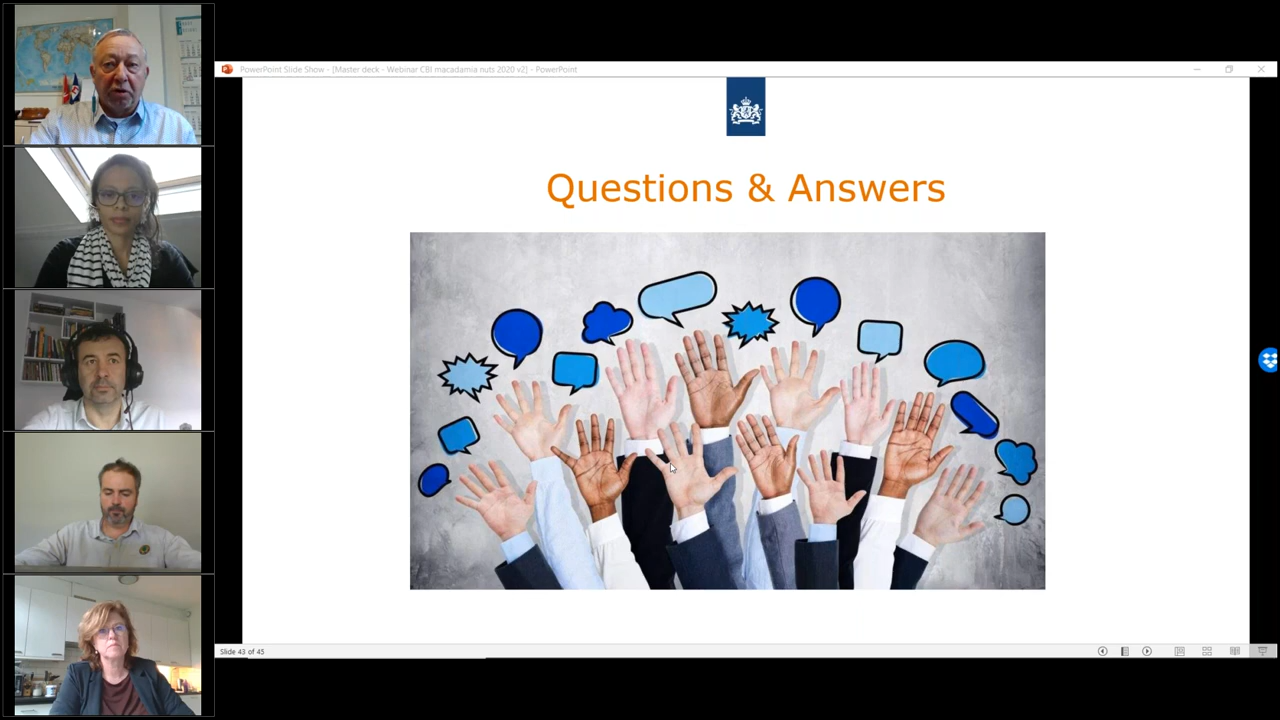 PowerPoint Slide Show - [Master deck - Webinar CBI macadamia nuts 2020 v2] - PowerPoint
Questions & Answers
Slide 43 of 45